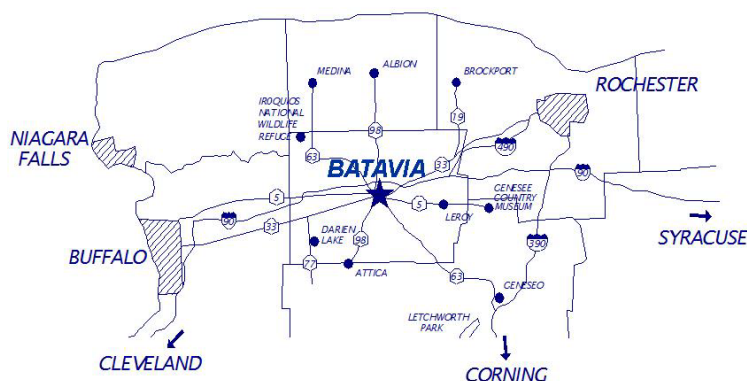 MEDINA
ALBION
BROCKPORT
ROCHESTER
IROQUIOS
NATIONAL
WILDLIFE
REFUGE
19
98
NIAGARA
FALLS
63
BATAVIA
33
490
90
5
GENESEE
COUNTRY
MUSEUM
5
LEROY
90
33
SYRACUSE
BUFFALO
DARIEN
LAKE
98
390
77
ATTICA
63
GENESEO
LETCHWORTH
PARK
CLEVELAND
CORNING